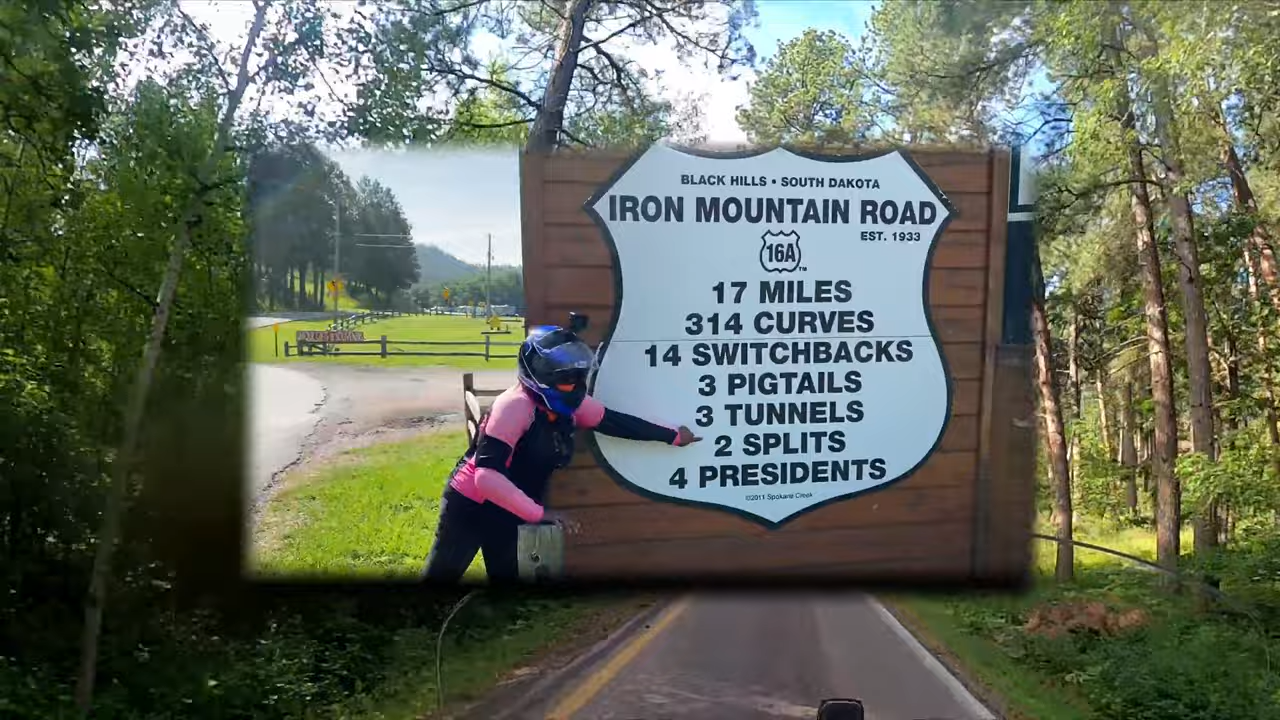 BLACK HILLS • SOUTH DAKOTA
IRON MOUNTAIN ROAD
EST. 1933
16A
TM
17 MILES
314 CURVES
14 SWITCHBACKS
3 PIGTAILS
3 TUNNELS
2 SPLITS
4 PRESIDENTS
©2011 Spokane Creek